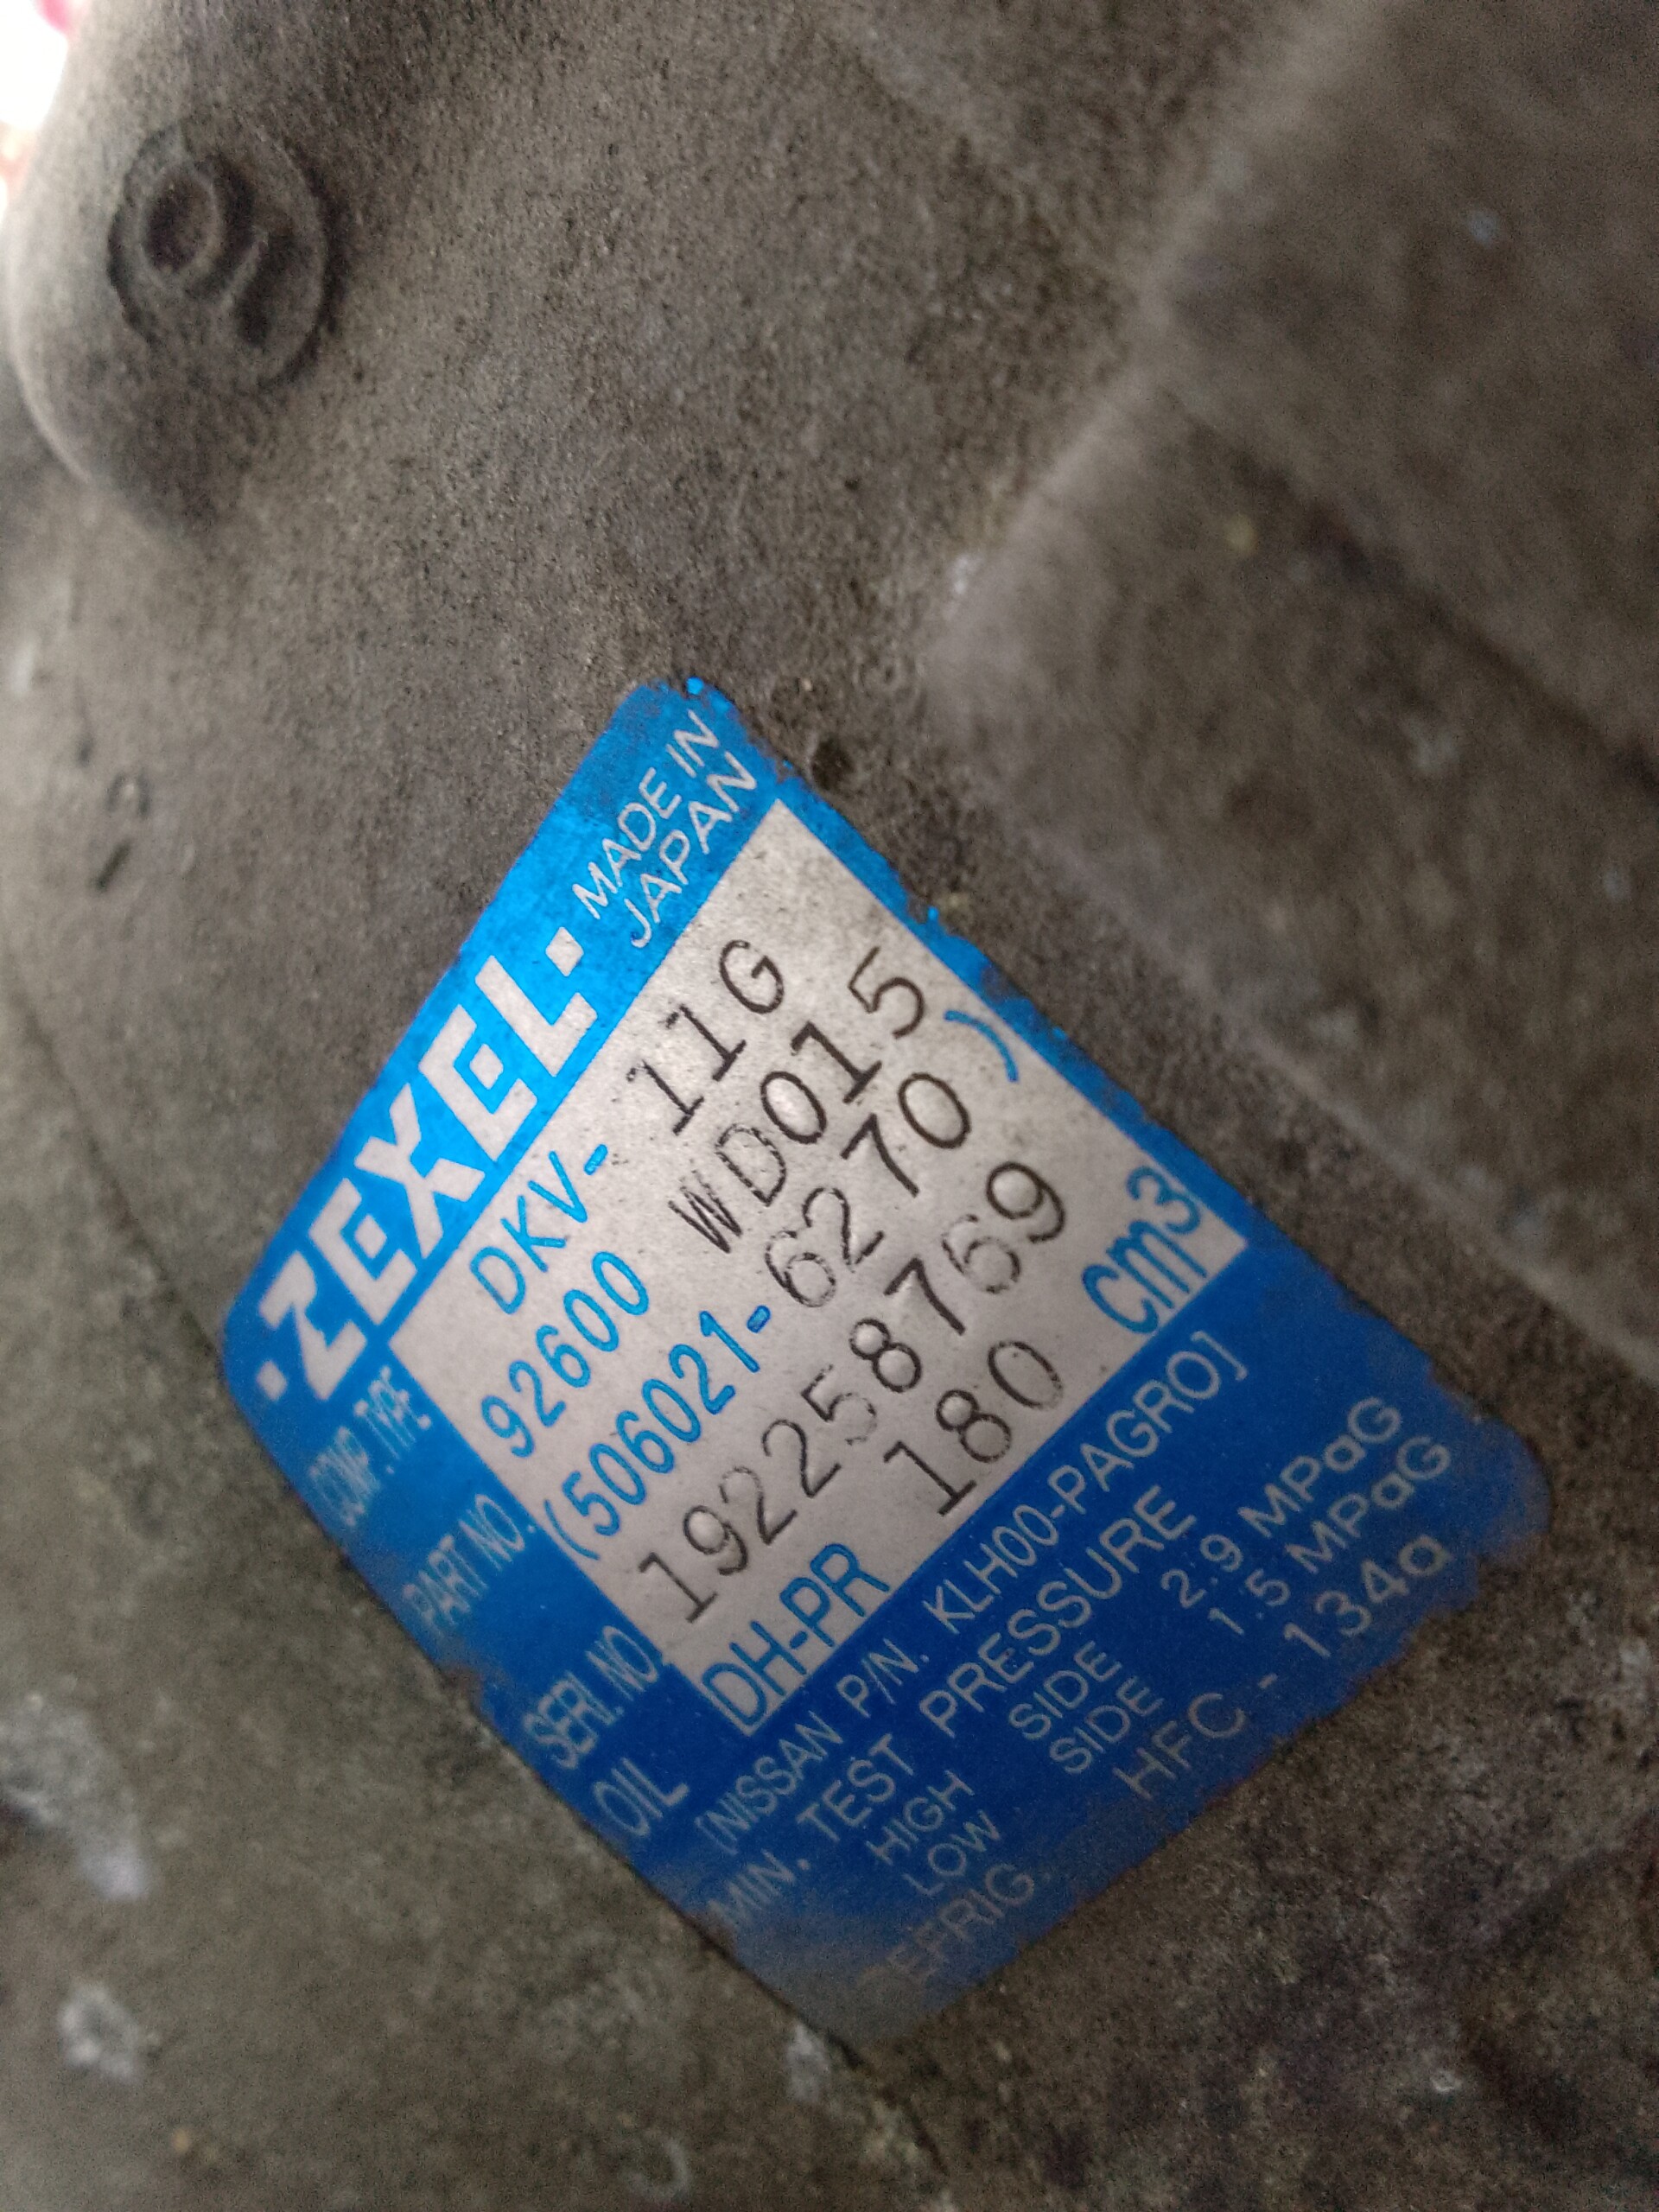 ·ZEXEL· MADE IN
JAPAN
COMP. TYPE DKV- 11G
PART NO. 92600 WD015
(506021-6270)
SERI. NO. 192258769
OIL DH-PR 180 cm3
[NISSAN P/N. KLH00-PAGRO]
MIN. TEST PRESSURE
HIGH SIDE 2.9 MPaG
LOW SIDE 1.5 MPaG
REFRIG. HFC - 134a